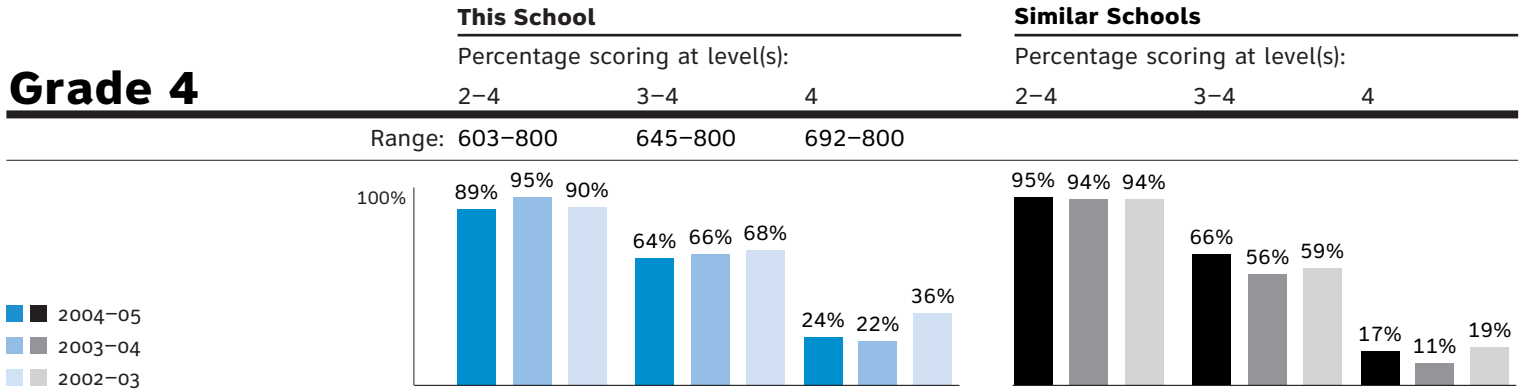 This School Similar Schools
Percentage scoring at level(s): Percentage scoring at level(s):
Grade 4 2–4 3–4 4 2–4 3–4 4
Range: 603–800 645–800 692–800
100% 89% 95% 90% 64% 66% 68% 24% 22% 36% 95% 94% 94% 66% 56% 59% 17% 11% 19%
2004–05
2003–04
2002–03